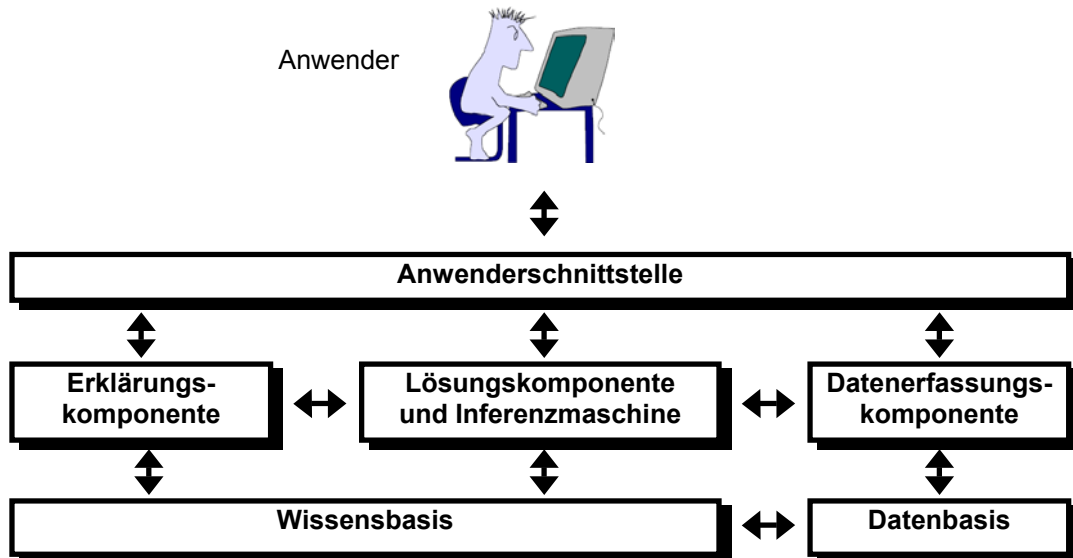 Anwender
Anwenderschnittstelle
Erklärungs-
komponente
Lösungskomponente
und Inferenzmaschine
Datenerfassungs-
komponente
Wissensbasis
Datenbasis